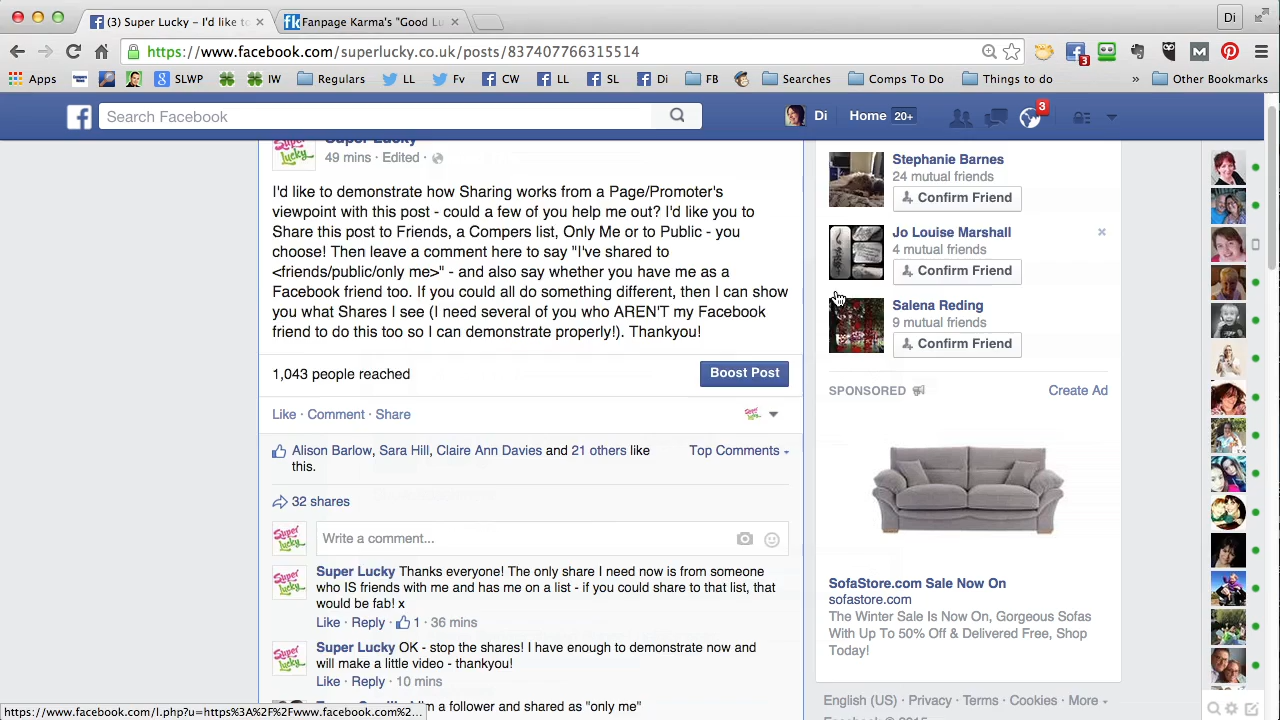 (3) Super Lucky – I'd like to
Fanpage Karma's "Good Lu
Di
https://www.facebook.com/superlucky.co.uk/posts/837407766315514
3
Apps
SLWP
IW
Regulars
LL
Fv
CW
LL
SL
Di
FB
Searches
Comps To Do
Things to do
»
Other Bookmarks
Search Facebook
Di
Home 20+
3
Super Lucky
49 mins · Edited ·
I'd like to demonstrate how Sharing works from a Page/Promoter's
viewpoint with this post - could a few of you help me out? I'd like you to
Share this post to Friends, a Compers list, Only Me or to Public - you
choose! Then leave a comment here to say "I've shared to
<friends/public/only me>" - and also say whether you have me as a
Facebook friend too. If you could all do something different, then I can show
you what Shares I see (I need several of you who AREN'T my Facebook
friend to do this too so I can demonstrate properly!). Thankyou!
1,043 people reached
Boost Post
Like · Comment · Share
Alison Barlow, Sara Hill, Claire Ann Davies and 21 others like
this.
Top Comments
32 shares
Write a comment...
Super Lucky Thanks everyone! The only share I need now is from someone
who IS friends with me and has me on a list - if you could share to that list, that
would be fab! x
Like · Reply · 1 · 36 mins
Super Lucky OK - stop the shares! I have enough to demonstrate now and
will make a little video - thankyou!
Like · Reply · 10 mins
I'm a follower and shared as "only me"
Stephanie Barnes
24 mutual friends
Confirm Friend
Jo Louise Marshall
4 mutual friends
Confirm Friend
Salena Reding
9 mutual friends
Confirm Friend
SPONSORED
Create Ad
SofaStore.com Sale Now On
sofastore.com
The Winter Sale Is Now On, Gorgeous Sofas
With Up To 50% Off & Delivered Free, Shop
Today!
English (US) · Privacy · Terms · Cookies · More
https://www.facebook.com/l.php?u=https%3A%2F%2Fwww.facebook.com%2...